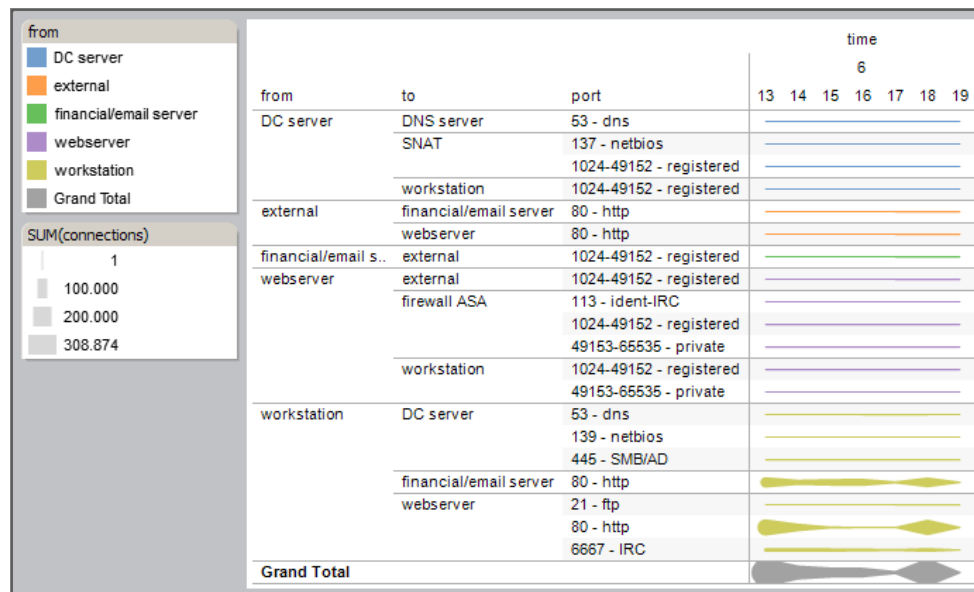 from
DC server
external
financial/email server
webserver
workstation
Grand Total
SUM(connections)
1
100.000
200.000
308.874
time
6
from to port 13 14 15 16 17 18 19
DC server DNS server 53 - dns
SNAT 137 - netbios
1024-49152 - registered
workstation 1024-49152 - registered
external financial/email server 80 - http
webserver 80 - http
financial/email s.. external 1024-49152 - registered
webserver external 1024-49152 - registered
firewall ASA 113 - ident-IRC
1024-49152 - registered
49153-65535 - private
workstation 1024-49152 - registered
49153-65535 - private
workstation DC server 53 - dns
139 - netbios
445 - SMB/AD
financial/email server 80 - http
webserver 21 - ftp
80 - http
6667 - IRC
Grand Total